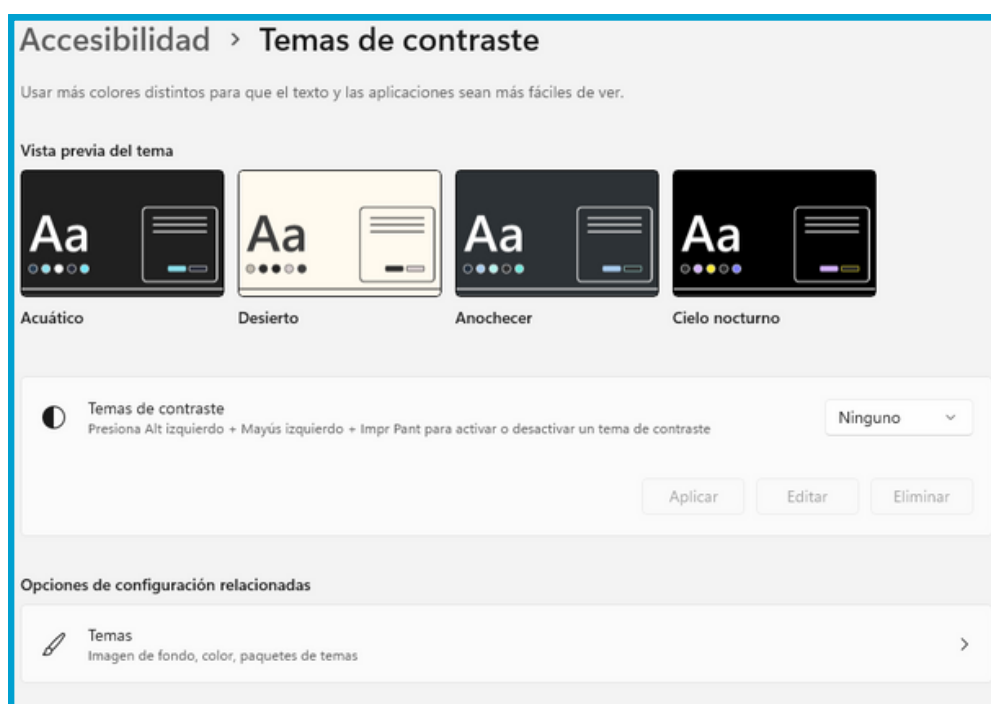 Accesibilidad > Temas de contraste
Usar más colores distintos para que el texto y las aplicaciones sean más fáciles de ver.
Vista previa del tema
Aa Aa Aa Aa
Acuático Desierto Anochecer Cielo nocturno
Temas de contraste
Presiona Alt izquierdo + Mayús izquierdo + Impr Pant para activar o desactivar un tema de contraste
Ninguno
Aplicar Editar Eliminar
Opciones de configuración relacionadas
Temas
Imagen de fondo, color, paquetes de temas